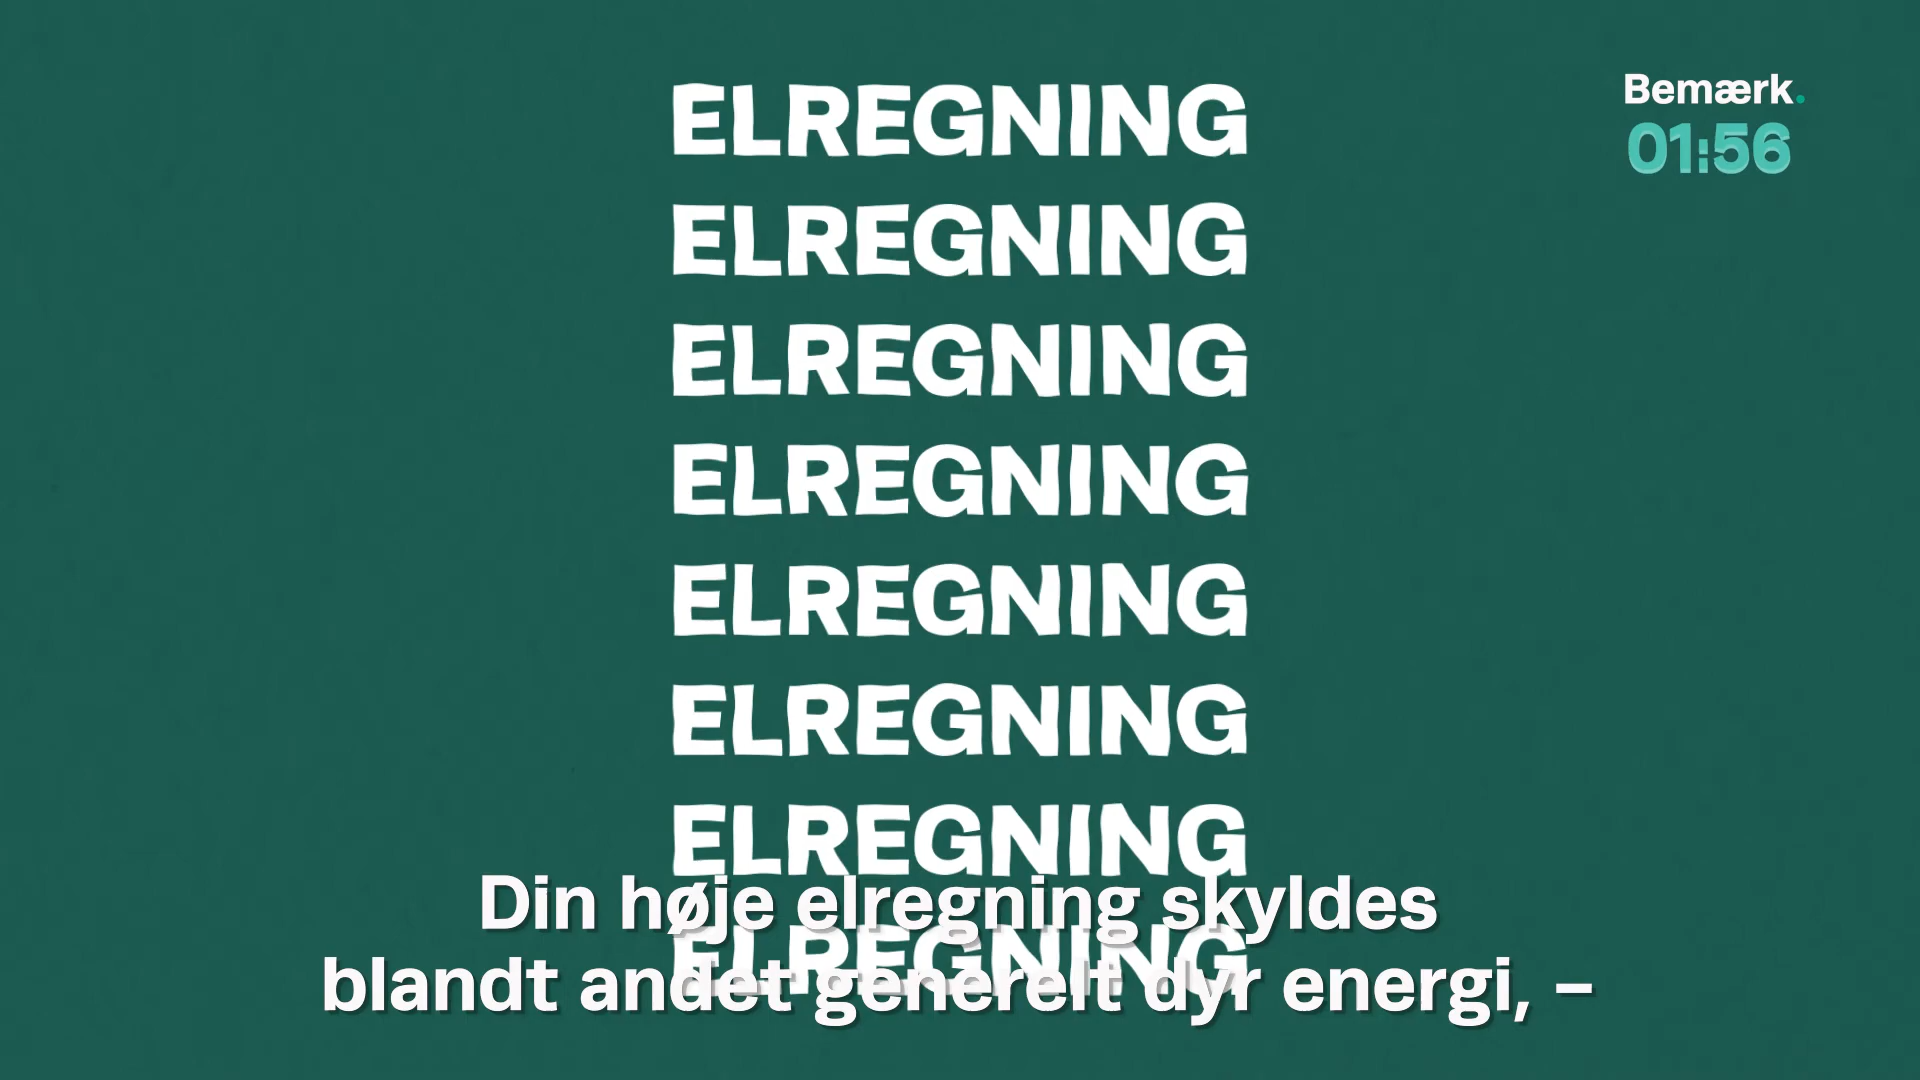 ELREGNING
Bemærk.
01:56
ELREGNING
ELREGNING
ELREGNING
ELREGNING
ELREGNING
ELREGNING
ELREGNING
Din høje elregning skyldes
blandt andet generelt dyr energi, –